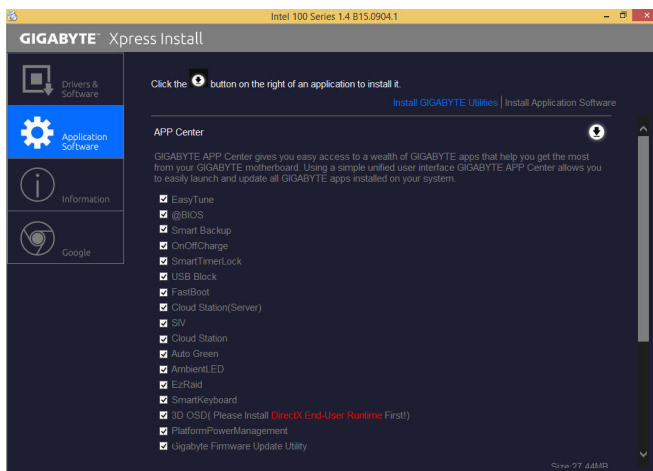 Intel 100 Series 1.4 B15.0904.1
GIGABYTE™ Xpress Install
Drivers &
Software
Application
Software
Information
Google
Click the button on the right of an application to install it.
Install GIGABYTE Utilities | Install Application Software
APP Center
GIGABYTE APP Center gives you easy access to a wealth of GIGABYTE apps that help you get the most
from your GIGABYTE motherboard. Using a simple unified user interface GIGABYTE APP Center allows you
to easily launch and update all GIGABYTE apps installed on your system.
EasyTune
@BIOS
Smart Backup
OnOffCharge
SmartTimerLock
USB Block
FastBoot
Cloud Station(Server)
SIV
Cloud Station
Auto Green
AmbientLED
EzRaid
SmartKeyboard
3D OSD( Please Install DirectX End-User Runtime First!)
PlatformPowerManagement
Gigabyte Firmware Update Utility
Size:27.44MB